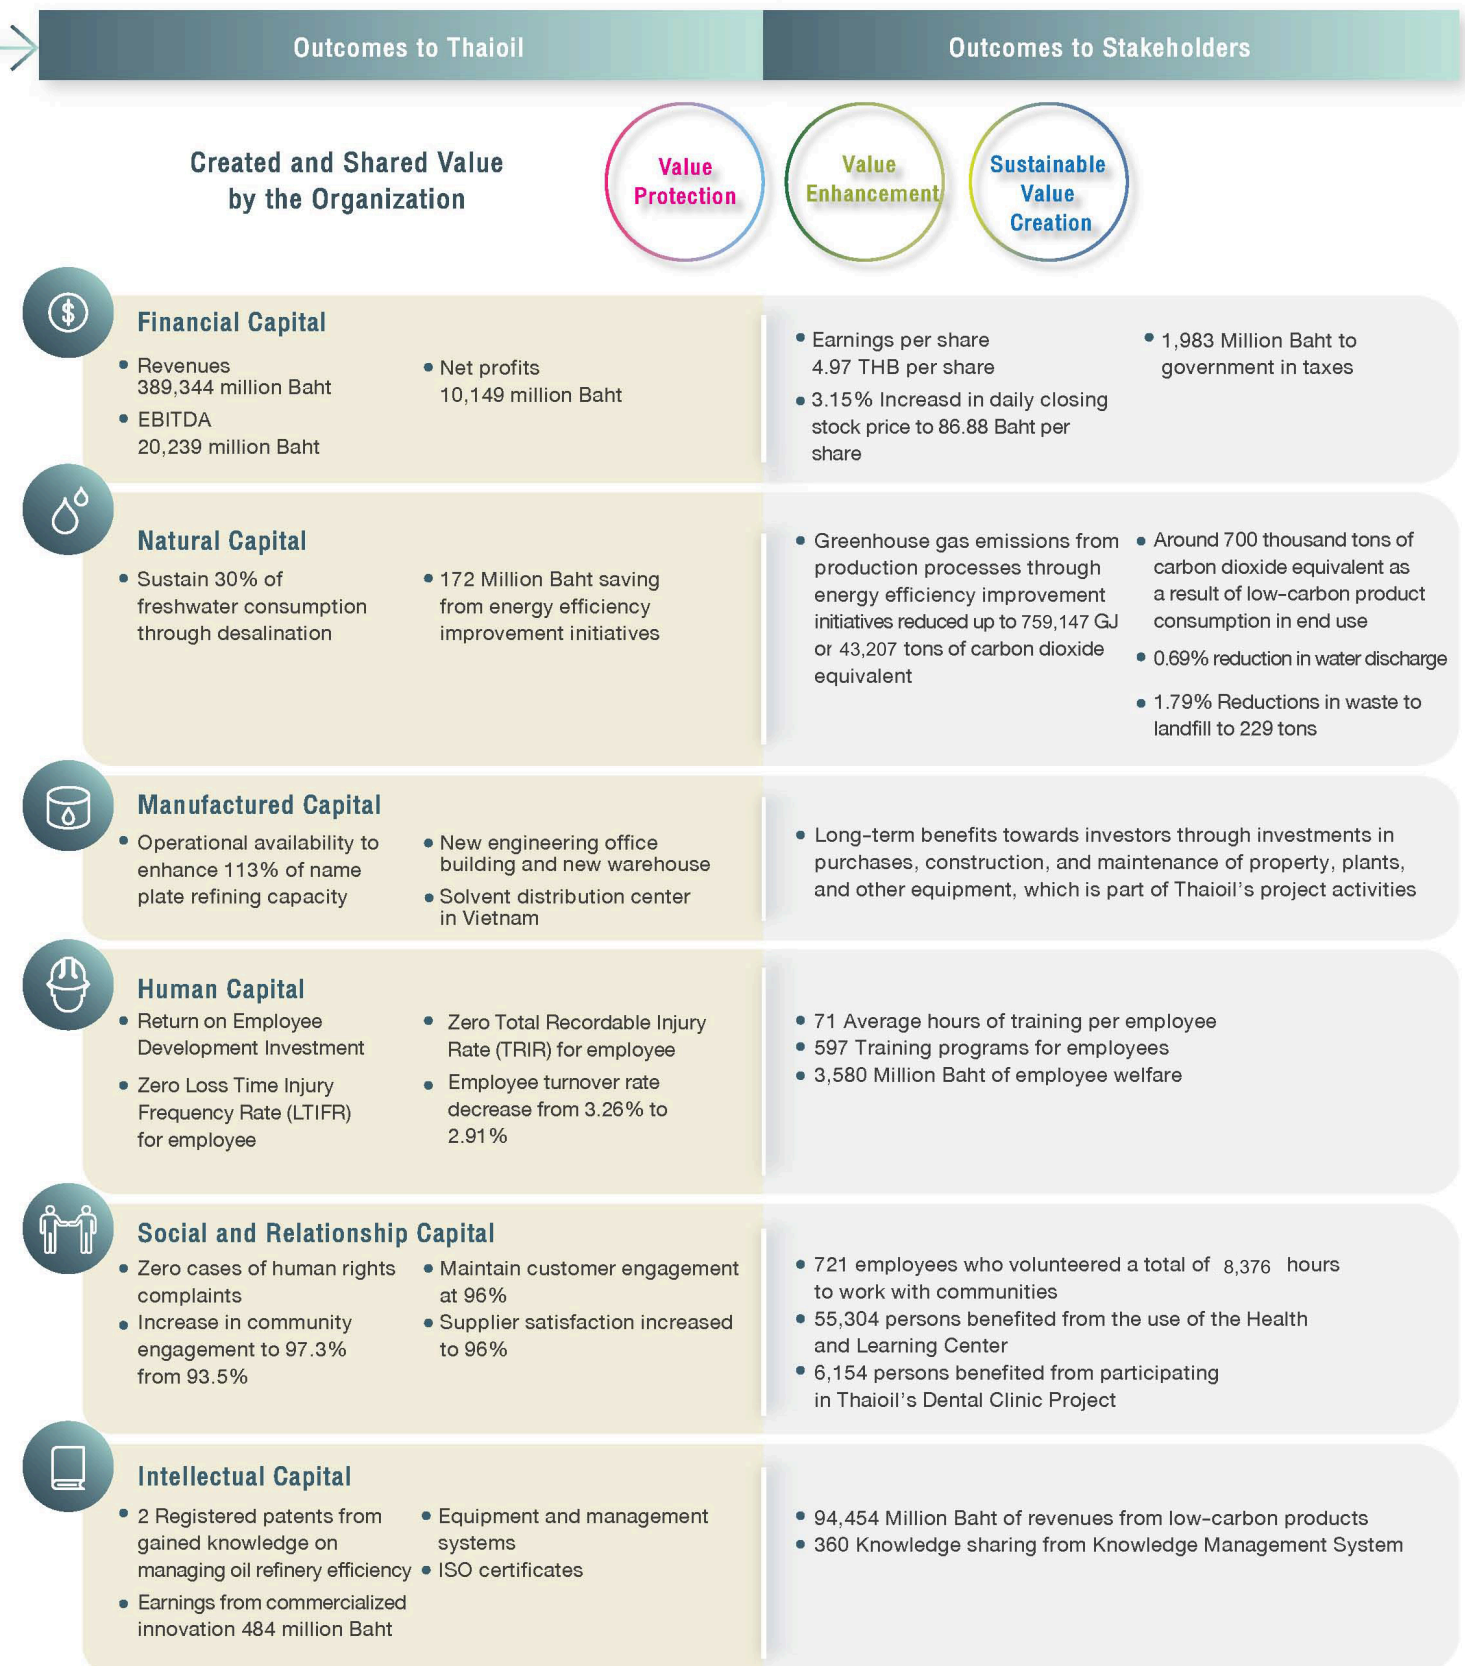 Outcomes to Thaioil
Outcomes to Stakeholders
Created and Shared Value
by the Organization
Value
Protection
Value
Enhancement
Sustainable
Value
Creation
Financial Capital
• Revenues
389,344 million Baht
• EBITDA
20,239 million Baht
• Net profits
10,149 million Baht
• Earnings per share
4.97 THB per share
• 3.15% Increasd in daily closing
stock price to 86.88 Baht per
share
• 1,983 Million Baht to
government in taxes
Natural Capital
• Sustain 30% of
freshwater consumption
through desalination
• 172 Million Baht saving
from energy efficiency
improvement initiatives
• Greenhouse gas emissions from
production processes through
energy efficiency improvement
initiatives reduced up to 759,147 GJ
or 43,207 tons of carbon dioxide
equivalent
• Around 700 thousand tons of
carbon dioxide equivalent as
a result of low-carbon product
consumption in end use
• 0.69% reduction in water discharge
• 1.79% Reductions in waste to
landfill to 229 tons
Manufactured Capital
• Operational availability to
enhance 113% of name
plate refining capacity
• New engineering office
building and new warehouse
• Solvent distribution center
in Vietnam
• Long-term benefits towards investors through investments in
purchases, construction, and maintenance of property, plants,
and other equipment, which is part of Thaioil's project activities
Human Capital
• Return on Employee
Development Investment
• Zero Loss Time Injury
Frequency Rate (LTIFR)
for employee
• Zero Total Recordable Injury
Rate (TRIR) for employee
• Employee turnover rate
decrease from 3.26% to
2.91%
• 71 Average hours of training per employee
• 597 Training programs for employees
• 3,580 Million Baht of employee welfare
Social and Relationship Capital
• Zero cases of human rights
complaints
• Increase in community
engagement to 97.3%
from 93.5%
• Maintain customer engagement
at 96%
• Supplier satisfaction increased
to 96%
• 721 employees who volunteered a total of 8,376 hours
to work with communities
• 55,304 persons benefited from the use of the Health
and Learning Center
• 6,154 persons benefited from participating
in Thaioil's Dental Clinic Project
Intellectual Capital
• 2 Registered patents from
gained knowledge on
managing oil refinery efficiency
• Earnings from commercialized
innovation 484 million Baht
• Equipment and management
systems
• ISO certificates
• 94,454 Million Baht of revenues from low-carbon products
• 360 Knowledge sharing from Knowledge Management System